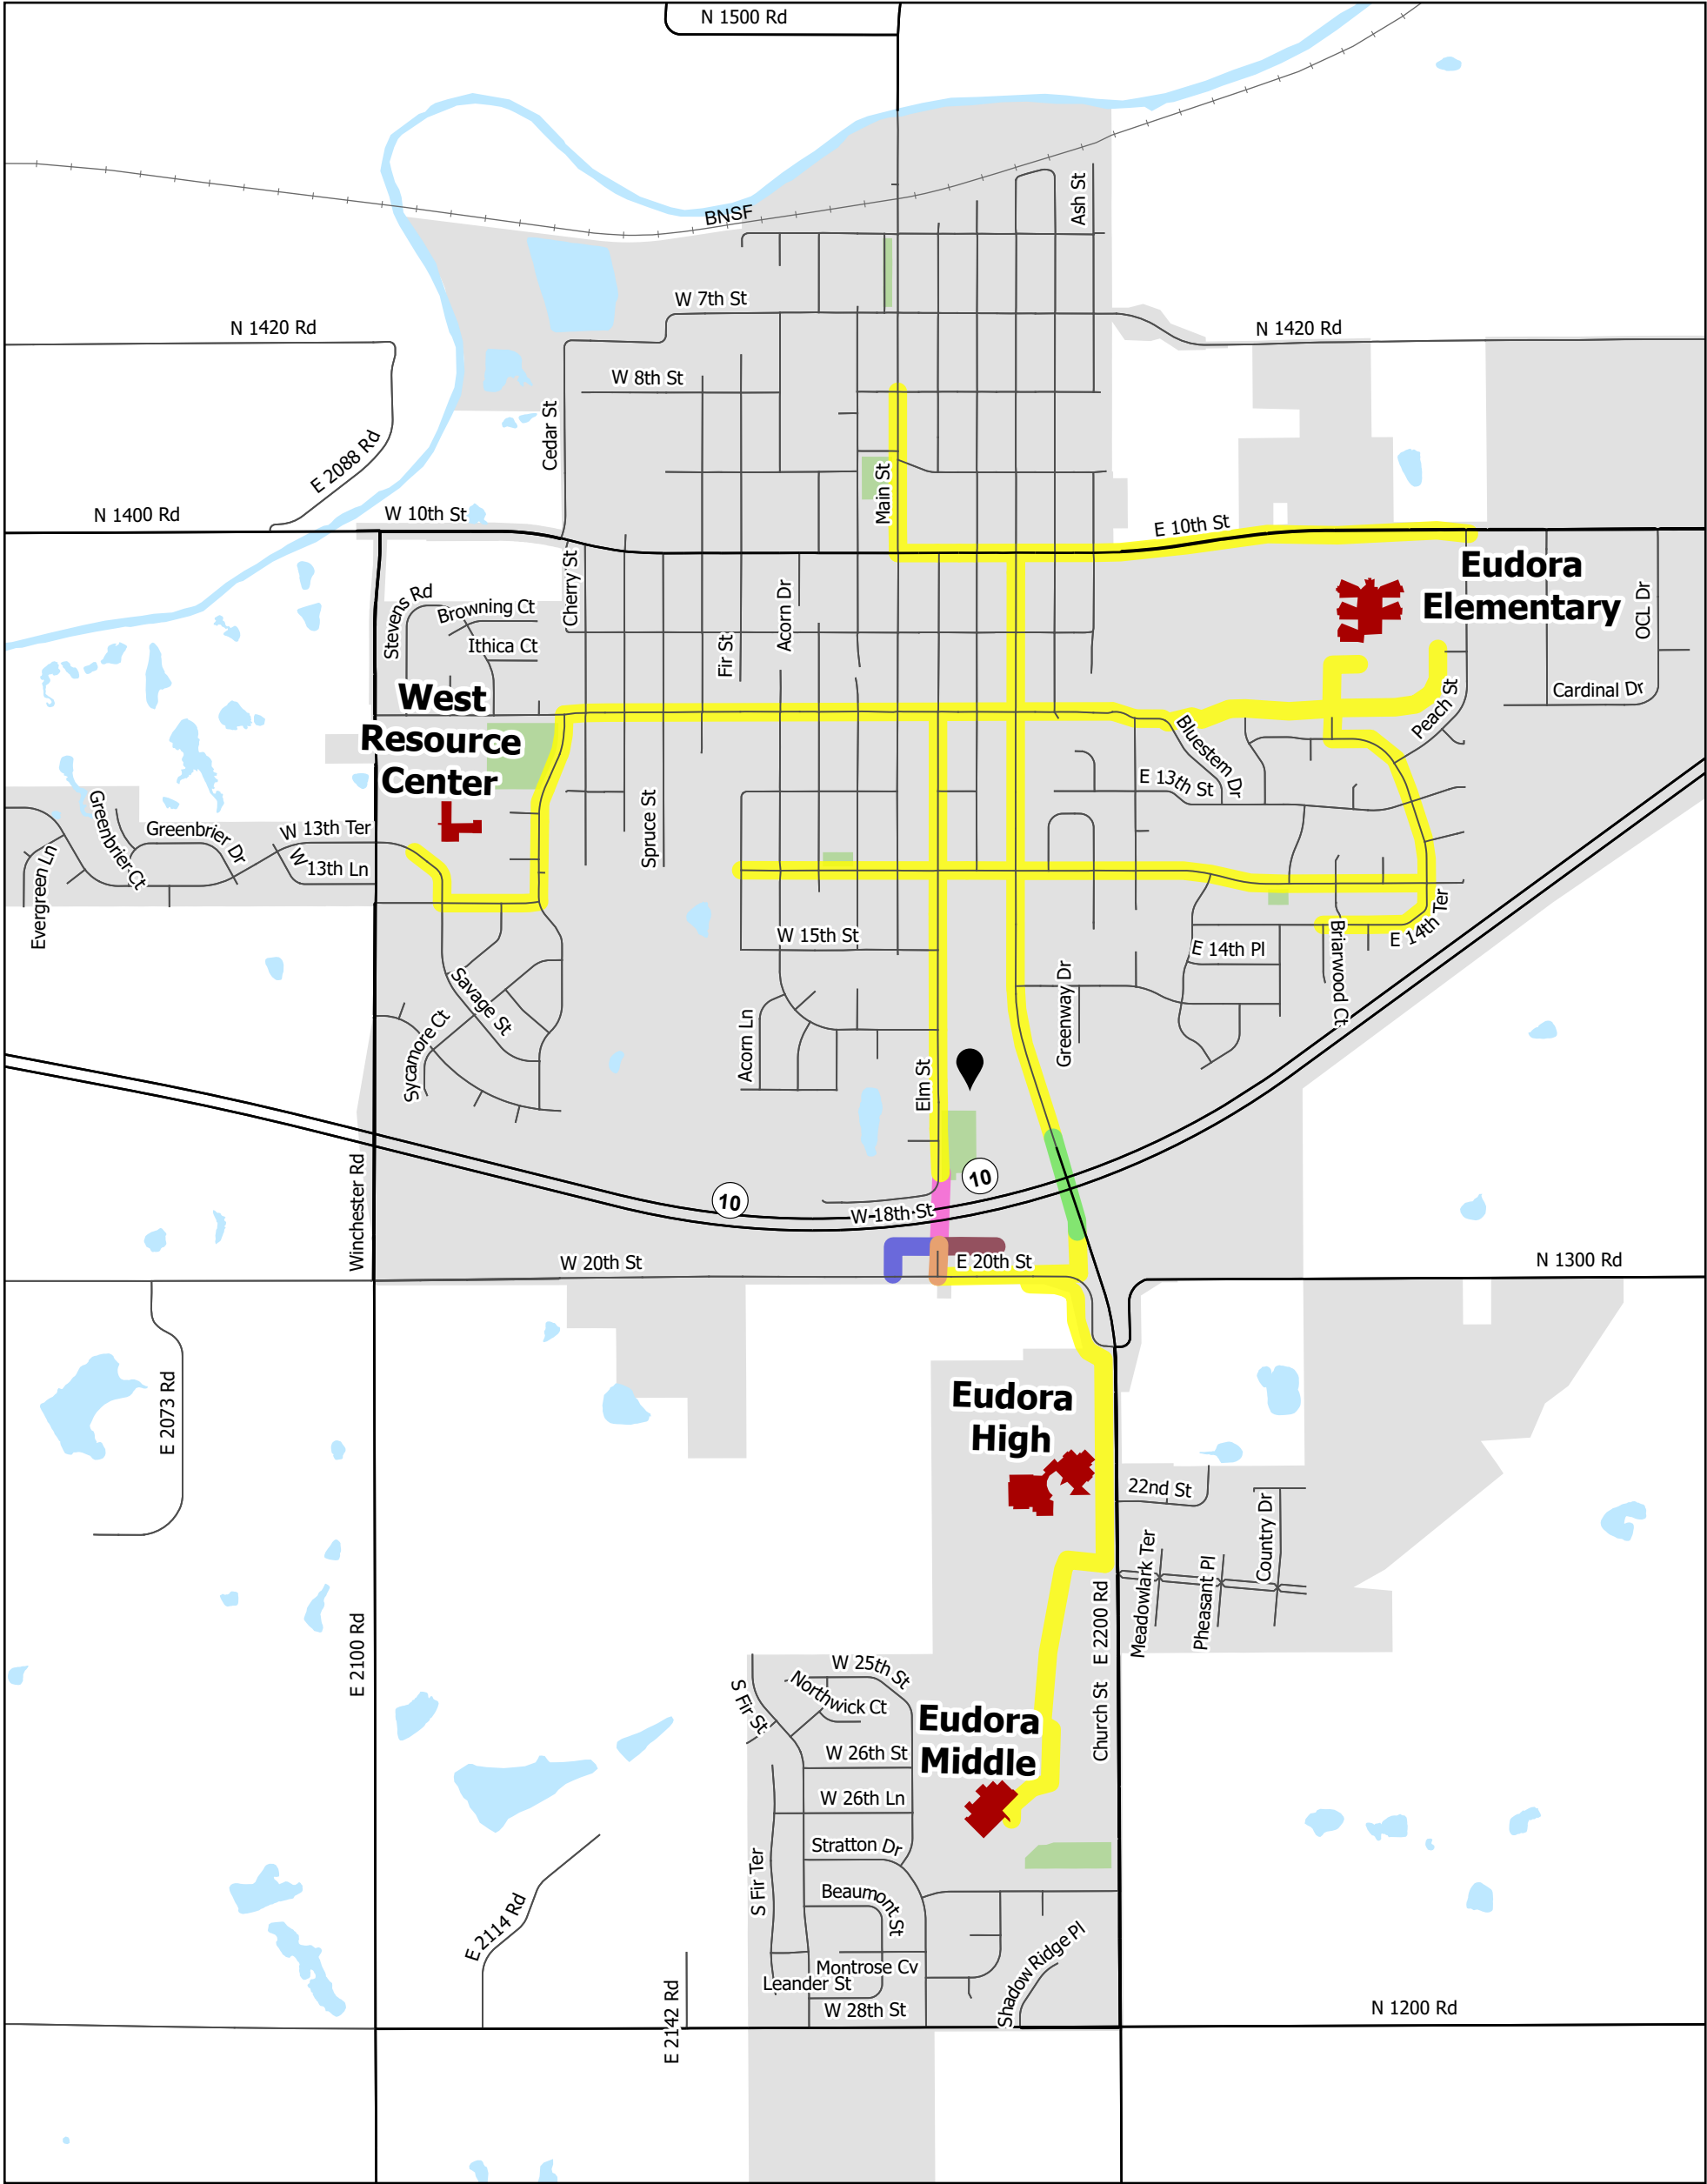 N 1500 Rd
BNSF
Ash St
W 7th St
N 1420 Rd
N 1420 Rd
W 8th St
Cedar St
E 2088 Rd
Main St
N 1400 Rd
W 10th St
E 10th St
Eudora
Elementary
Stevens Rd
Browning Ct
Ithica Ct
Cherry St
Fir St
Acorn Dr
OCL Dr
Cardinal Dr
Peach St
West
Resource
Center
Bluestem Dr
E 13th St
Greenbrier Ct
Greenbrier Dr
W 13th Ter
W 13th Ln
Evergreen Ln
Spruce St
W 15th St
E 14th Ter
E 14th Pl
Briarwood Ct
Savage St
Sycamore Ct
Acorn Ln
Elm St
Greenway Dr
Winchester Rd
10
10
W 18th St
W 20th St
E 20th St
N 1300 Rd
E 2073 Rd
Eudora
High
22nd St
Country Dr
Meadowlark Ter
Pheasant Pl
E 2100 Rd
E 2200 Rd
Church St
W 25th St
Northwick Ct
S Fir St
Eudora
Middle
W 26th St
W 26th Ln
Stratton Dr
S Fir Ter
Beaumont St
E 2114 Rd
Montrose Cv
Leander St
W 28th St
Shadow Ridge Pl
E 2142 Rd
N 1200 Rd